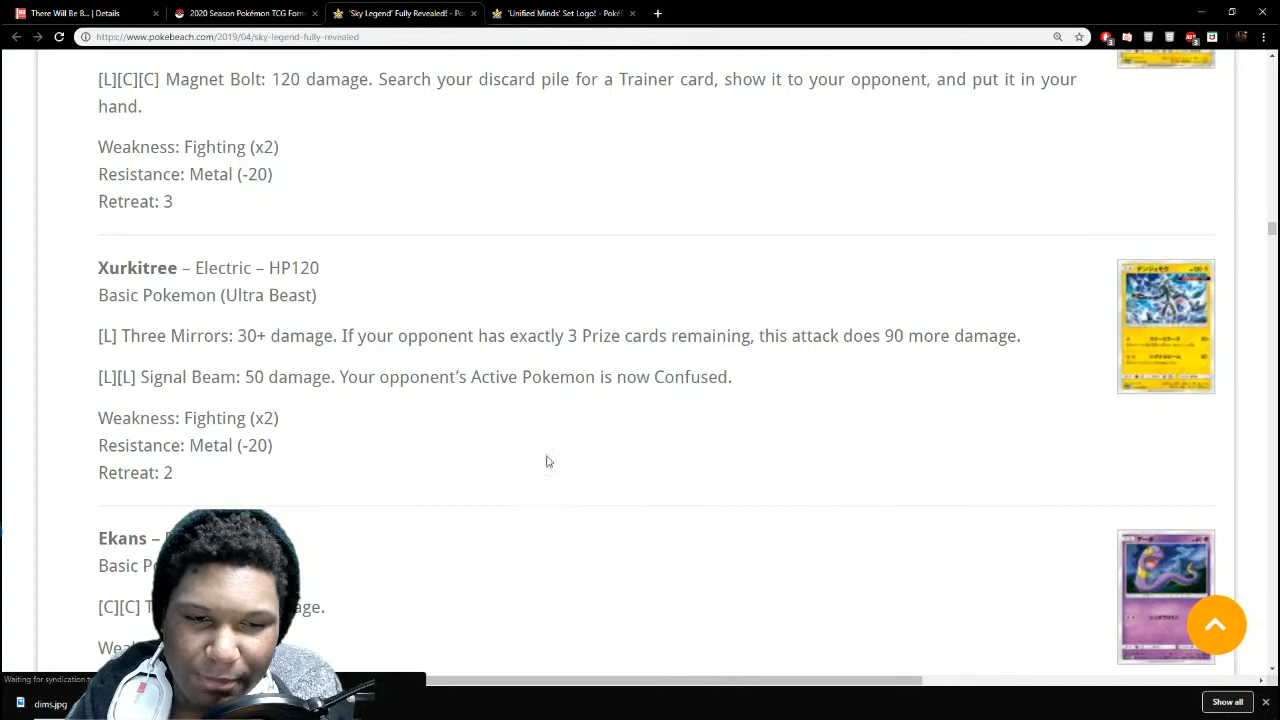 There Will Be B... | Details
2020 Season Pokémon TCG Form
'Sky Legend' Fully Revealed! - Po
'Unified Minds' Set Logo! - Poké
https://www.pokebeach.com/2019/04/sky-legend-fully-revealed
[L][C][C] Magnet Bolt: 120 damage. Search your discard pile for a Trainer card, show it to your opponent, and put it in your
hand.
Weakness: Fighting (x2)
Resistance: Metal (-20)
Retreat: 3
Xurkitree – Electric – HP120
Basic Pokemon (Ultra Beast)
[L] Three Mirrors: 30+ damage. If your opponent has exactly 3 Prize cards remaining, this attack does 90 more damage.
[L][L] Signal Beam: 50 damage. Your opponent's Active Pokemon is now Confused.
Weakness: Fighting (x2)
Resistance: Metal (-20)
Retreat: 2
Ekans –
Basic
[C][C]
Waiting for syndication.
dims.jpg
Show all